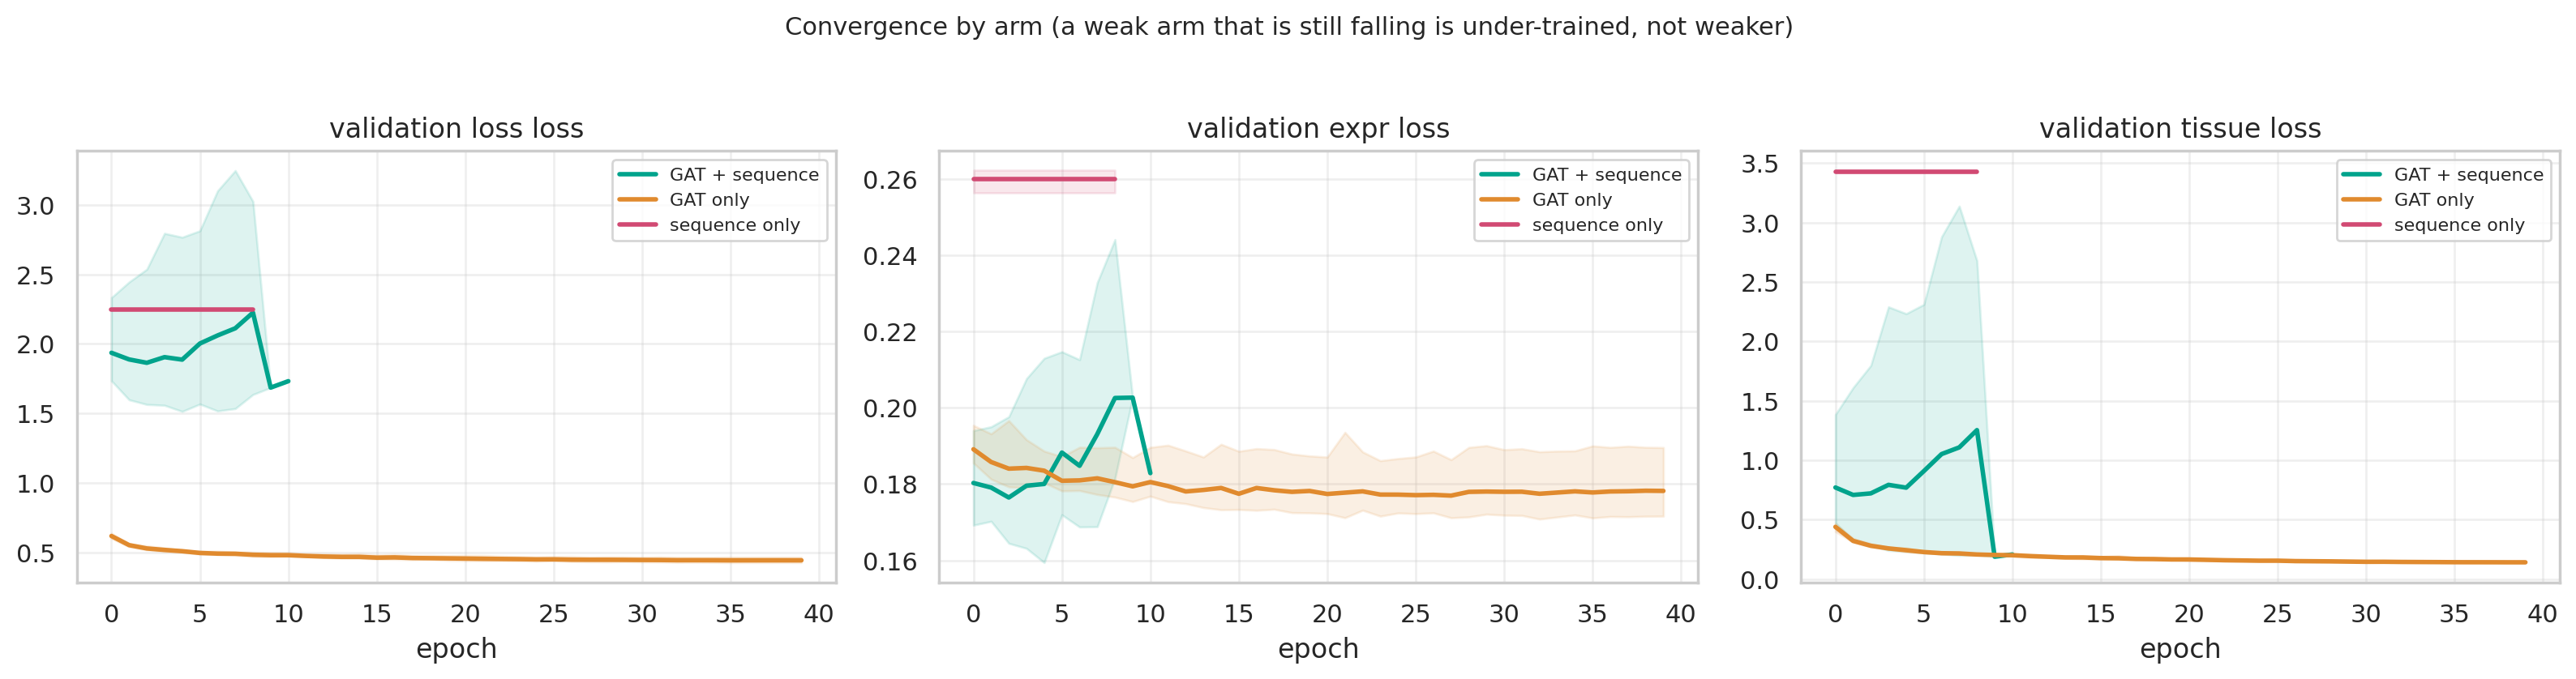 Convergence by arm (a weak arm that is still falling is under-trained, not weaker)
validation loss loss
GAT + sequence
GAT only
sequence only
3.0
2.5
2.0
1.5
1.0
0.5
0 5 10 15 20 25 30 35 40
epoch
validation expr loss
GAT + sequence
GAT only
sequence only
0.26
0.24
0.22
0.20
0.18
0.16
0 5 10 15 20 25 30 35 40
epoch
validation tissue loss
GAT + sequence
GAT only
sequence only
3.5
3.0
2.5
2.0
1.5
1.0
0.5
0.0
0 5 10 15 20 25 30 35 40
epoch